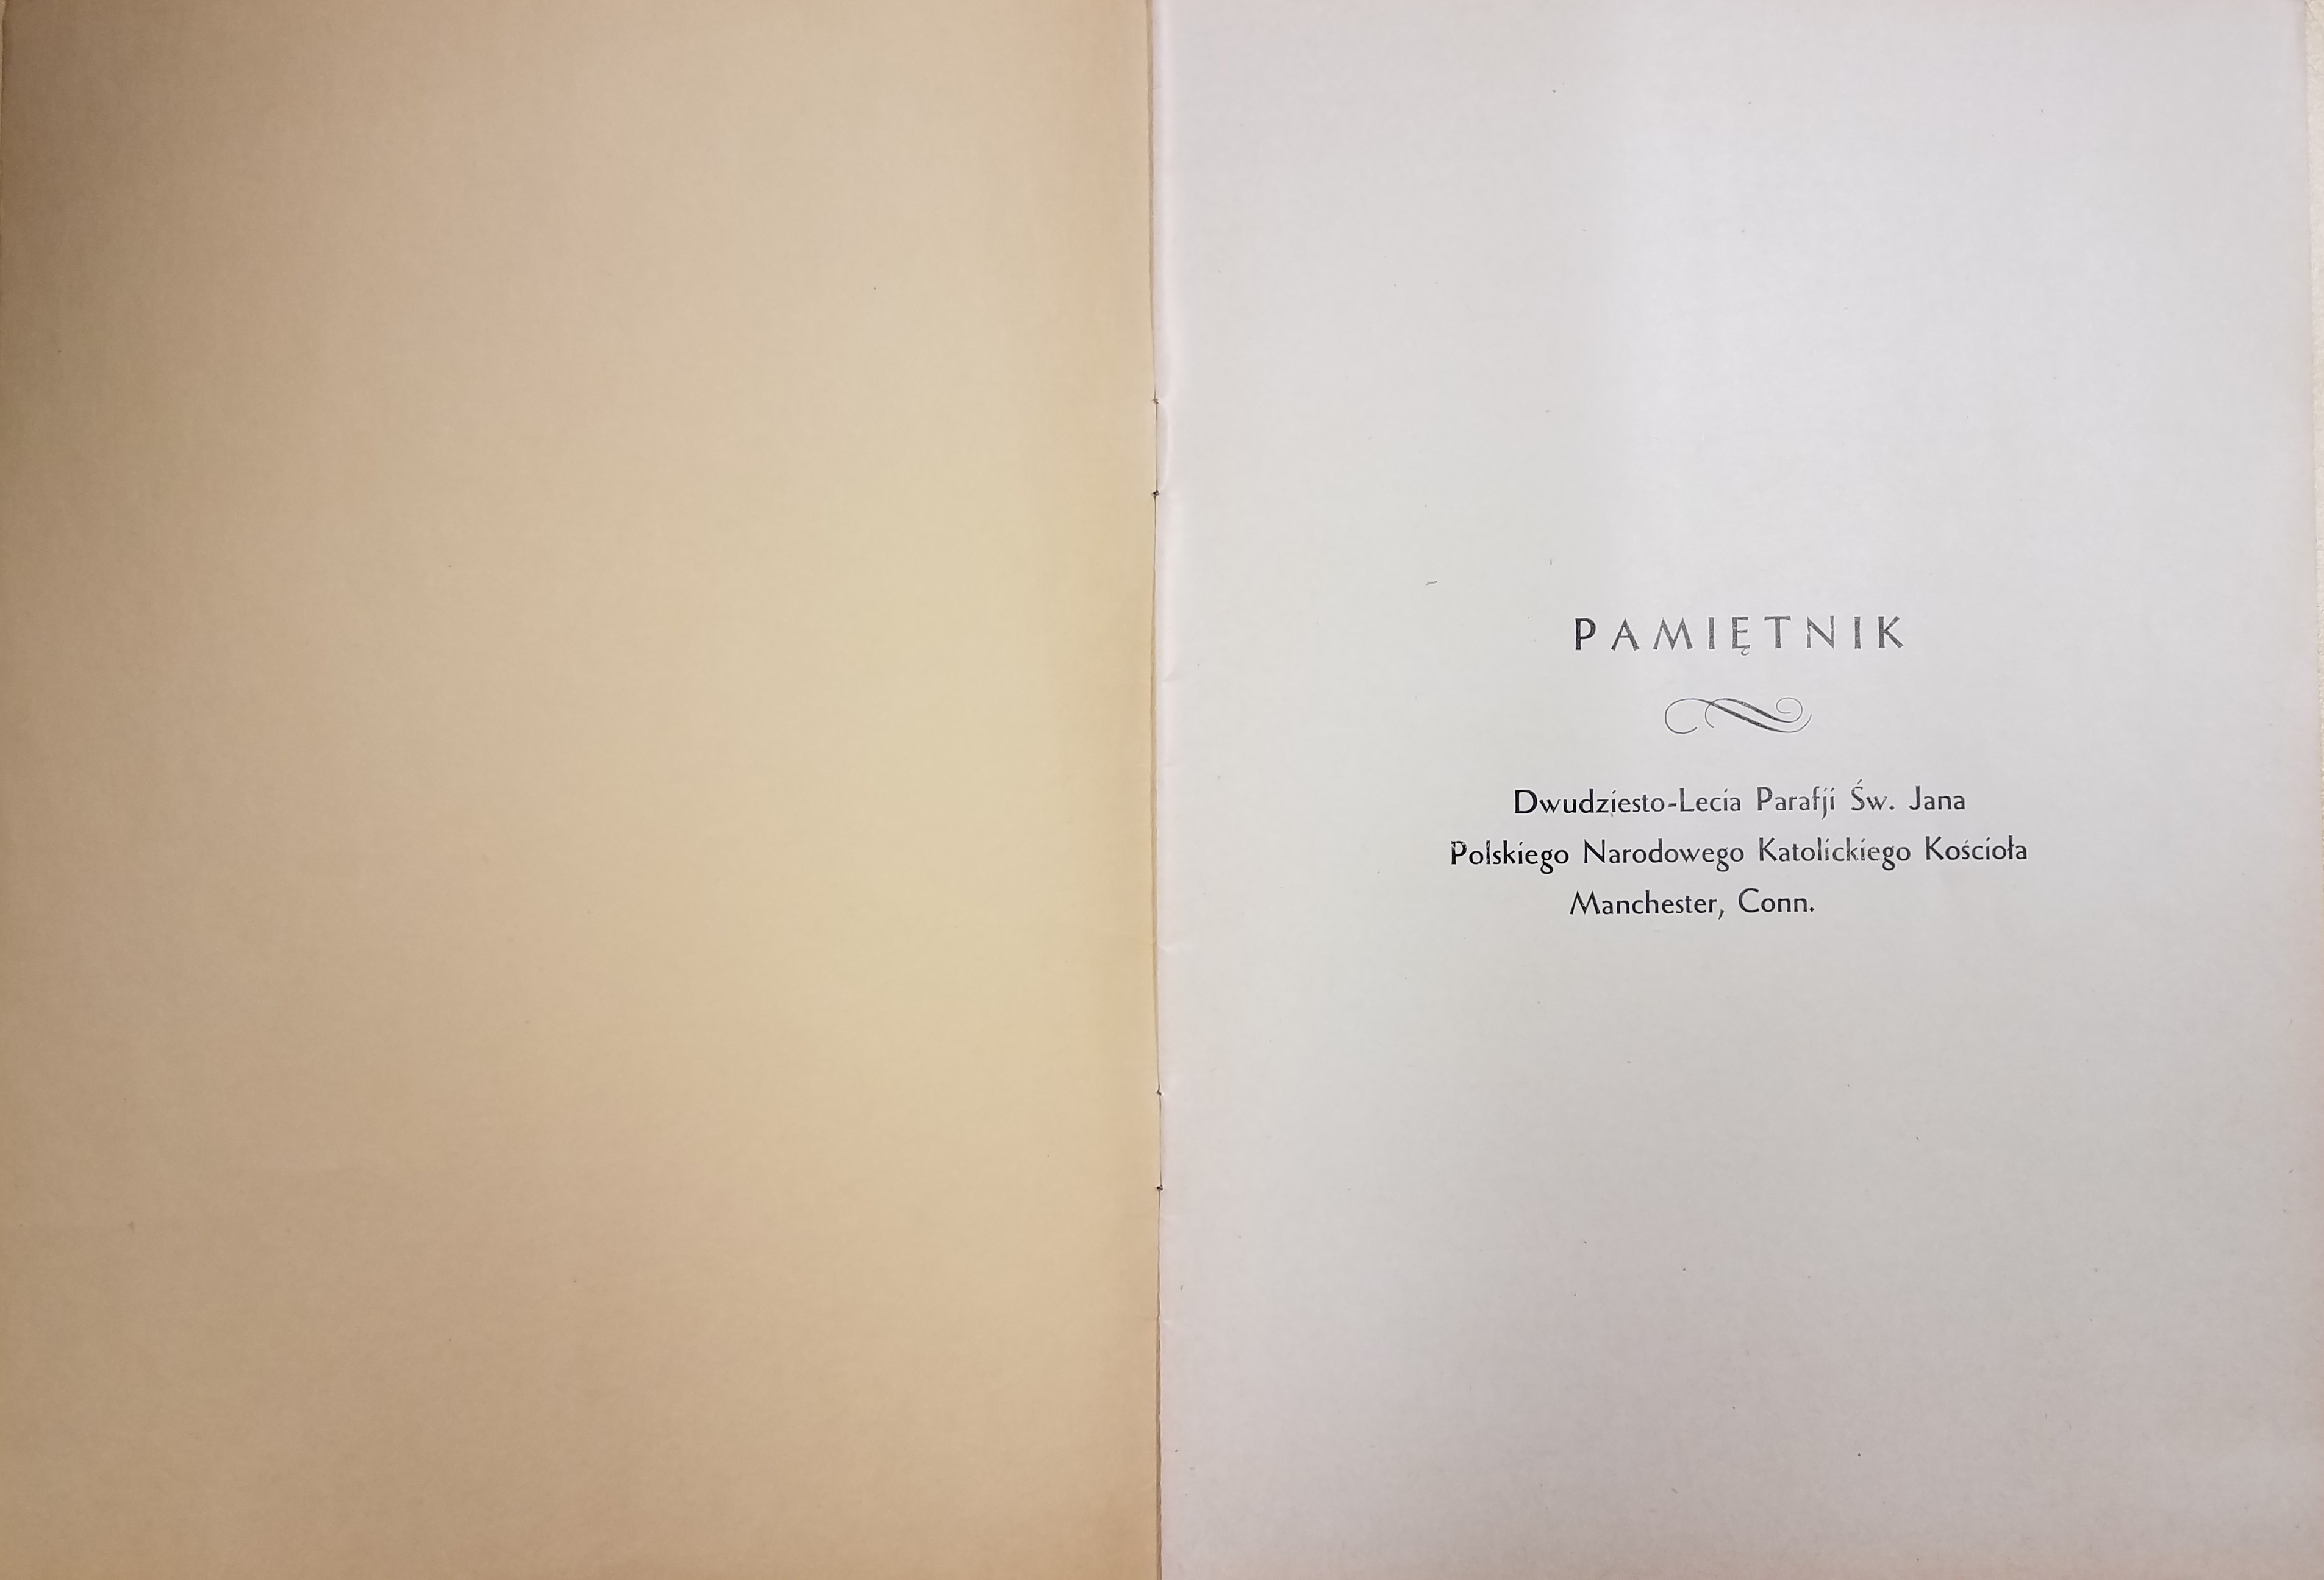 PAMIĘTNIK
Dwudziesto-Lecia Parafji Św. Jana
Polskiego Narodowego Katolickiego Kościoła
Manchester, Conn.